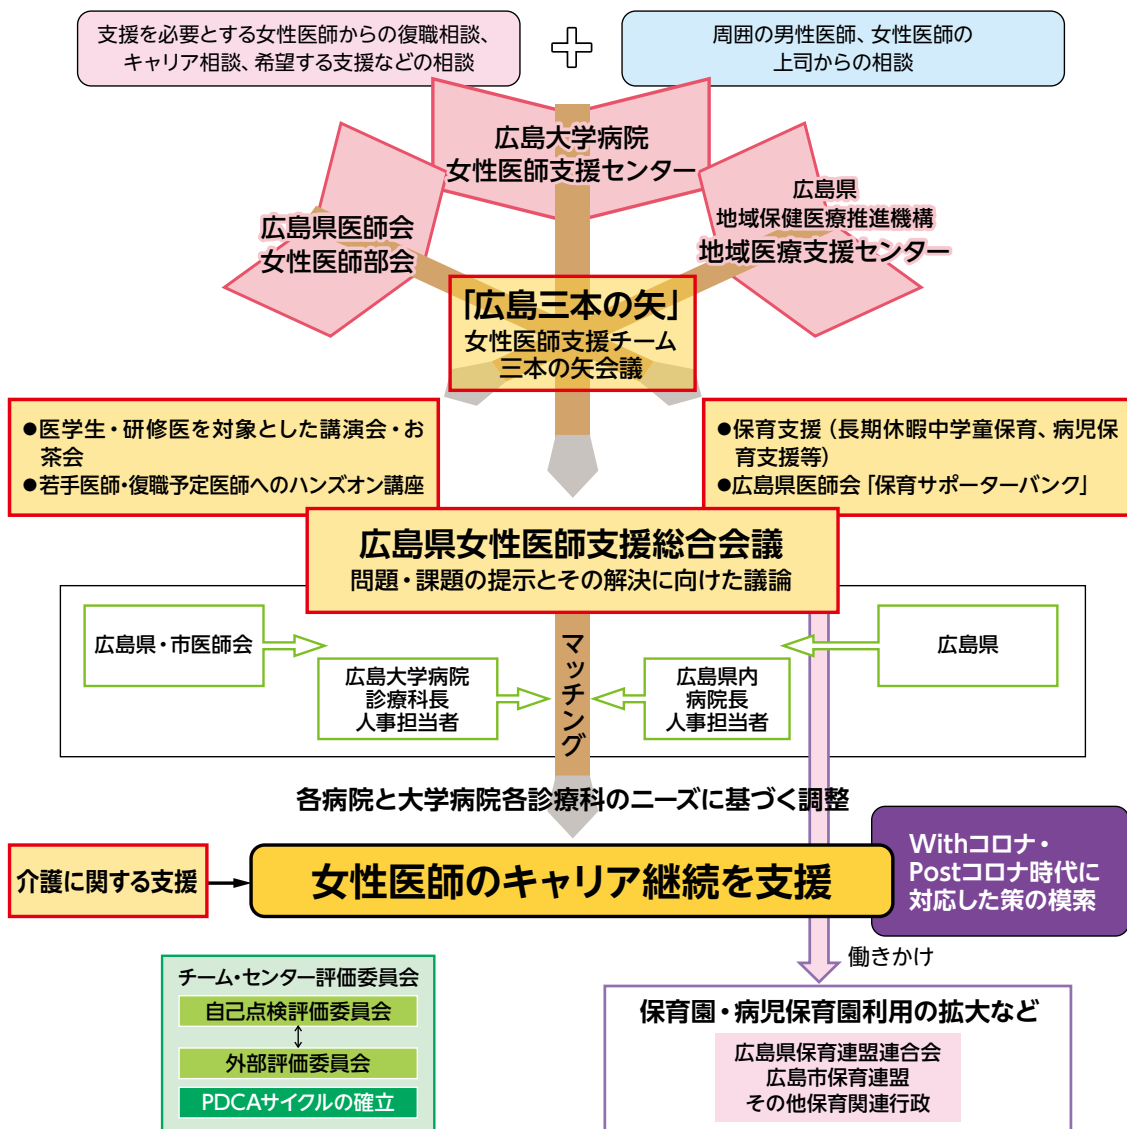 支援を必要とする女性医師からの復職相談、
キャリア相談、希望する支援などの相談
周囲の男性医師、女性医師の
上司からの相談
広島大学病院
女性医師支援センター
広島県医師会
女性医師部会
広島県
地域保健医療推進機構
地域医療支援センター
「広島三本の矢」
女性医師支援チーム
三本の矢会議
●医学生・研修医を対象とした講演会・お
茶会
●若手医師・復職予定医師へのハンズオン講座
●保育支援（長期休暇中学童保育、病児保
育支援等）
●広島県医師会「保育サポーターバンク」
広島県女性医師支援総合会議
問題・課題の提示とその解決に向けた議論
広島県・市医師会
広島大学病院
診療科長
人事担当者
マッチング
広島県内
病院長
人事担当者
広島県
各病院と大学病院各診療科のニーズに基づく調整
介護に関する支援
女性医師のキャリア継続を支援
Withコロナ・
Postコロナ時代に
対応した策の模索
働きかけ
チーム・センター評価委員会
自己点検評価委員会
外部評価委員会
PDCAサイクルの確立
保育園・病児保育園利用の拡大など
広島県保育連盟連合会
広島市保育連盟
その他保育関連行政